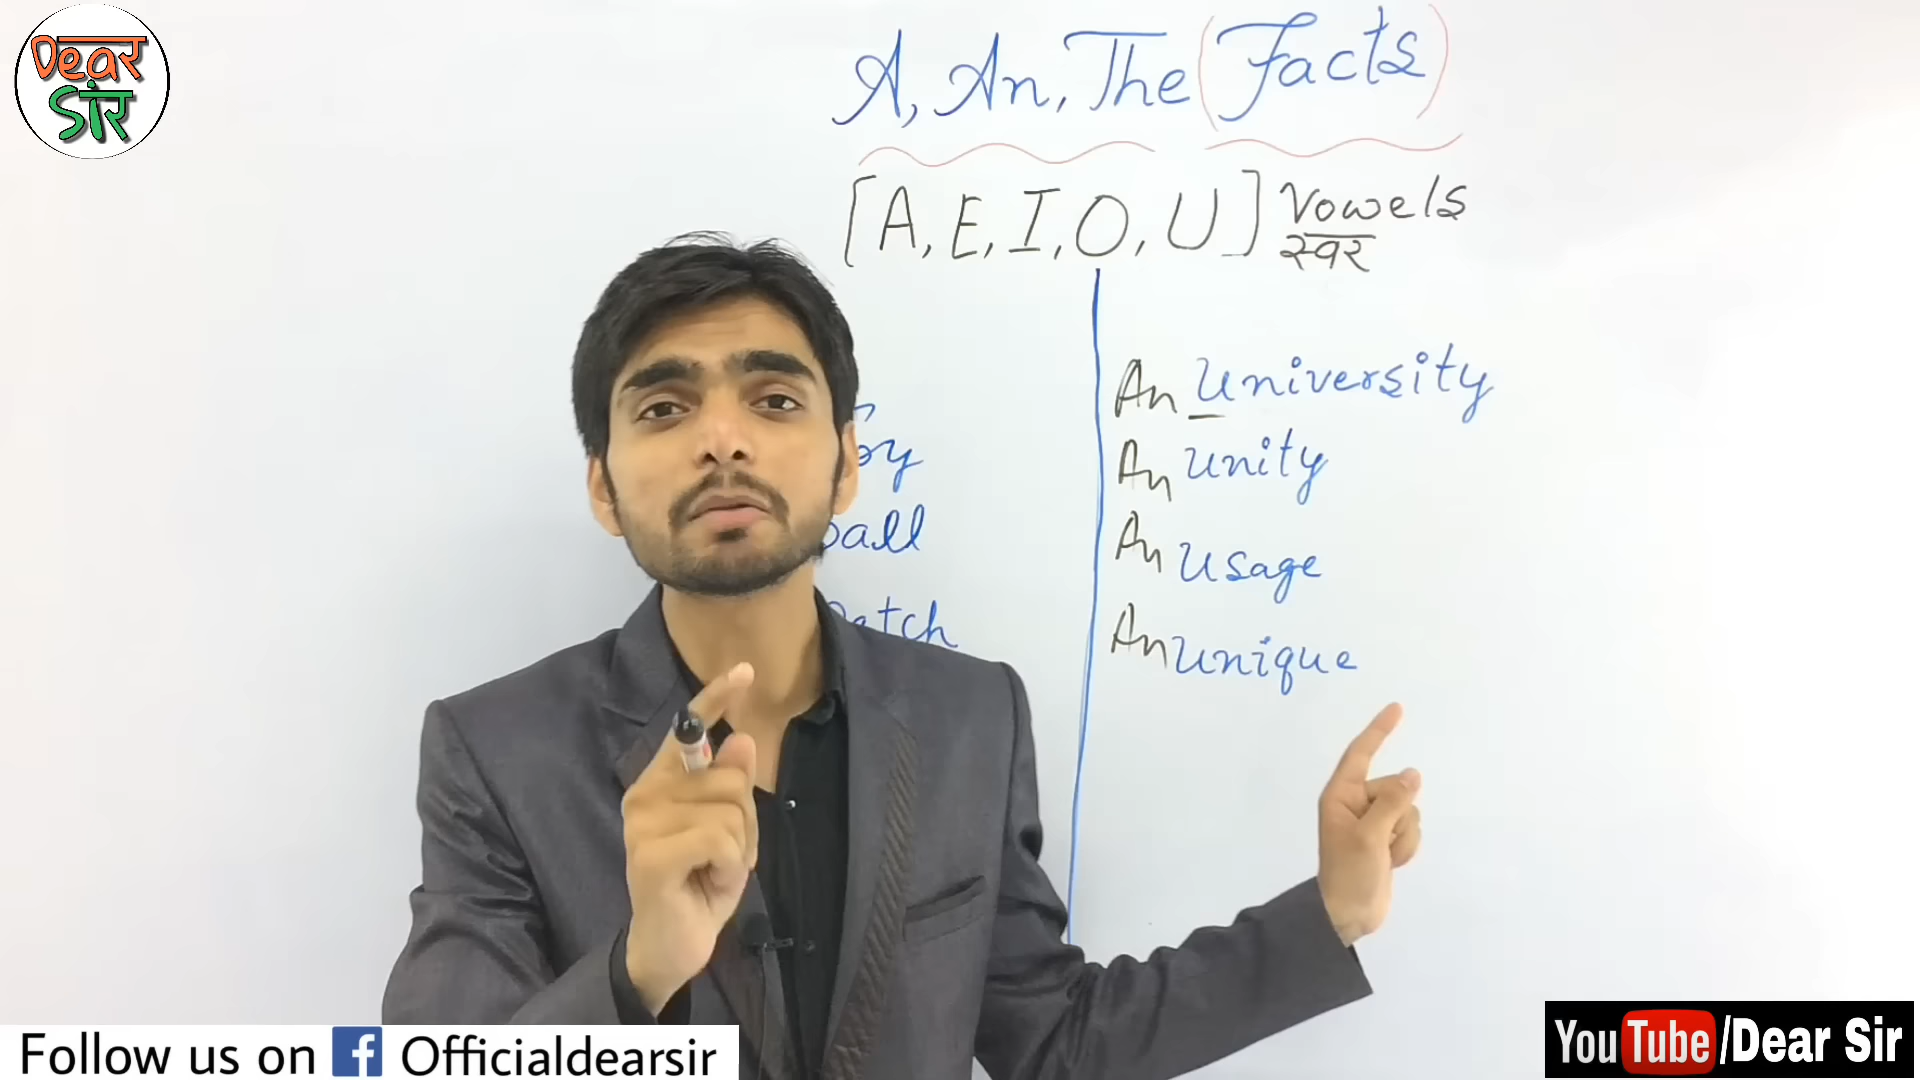 Dear
Sir
A, An, The (Facts)
[A, E, I, O, U] Vowels
स्वर
An University
An Unity
ball
An Usage
An Unique
Follow us on f Officialdearsir
YouTube/Dear Sir